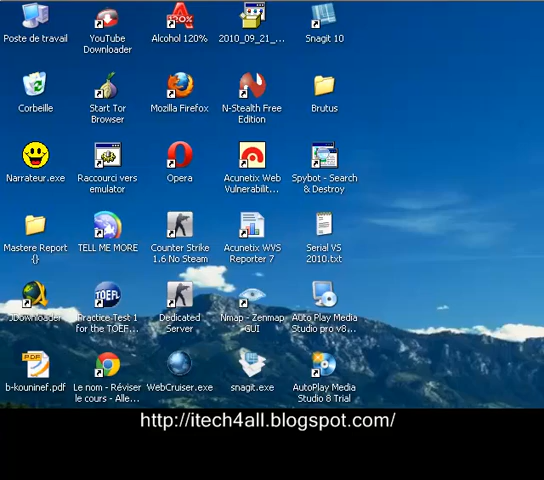 Poste de travail
YouTube
Downloader
Alcohol 120%
2010_09_21_...
Snagit 10
Corbeille
Start Tor
Browser
Mozilla Firefox
N-Stealth Free
Edition
Brutus
Narrateur.exe
Raccourci vers
emulator
Opera
Acunetix Web
Vulnerabilit...
Spybot - Search
& Destroy
Mastere Report
{}
TELL ME MORE
Counter Strike
1.6 No Steam
Acunetix WVS
Reporter 7
Serial VS
2010.txt
JDownloader
Practice Test 1
for the TOEF...
Dedicated
Server
Nmap - Zenmap
GUI
Auto Play Media
Studio pro v8...
b-kouninef.pdf
Le nom - Réviser
le cours - Alle...
WebCruiser.exe
snagit.exe
AutoPlay Media
Studio 8 Trial
http://itech4all.blogspot.com/